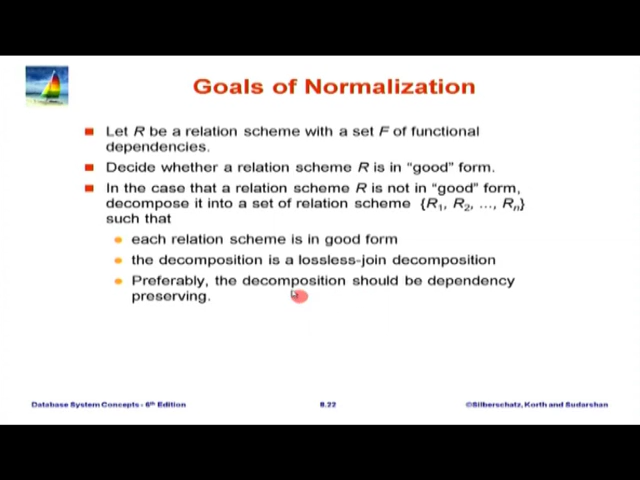 Goals of Normalization
Let R be a relation scheme with a set F of functional
dependencies.
Decide whether a relation scheme R is in “good” form.
In the case that a relation scheme R is not in “good” form,
decompose it into a set of relation scheme {R1, R2, ..., Rn}
such that
each relation scheme is in good form
the decomposition is a lossless-join decomposition
Preferably, the decomposition should be dependency
preserving.
Database System Concepts - 6th Edition
8.22
©Silberschatz, Korth and Sudarshan